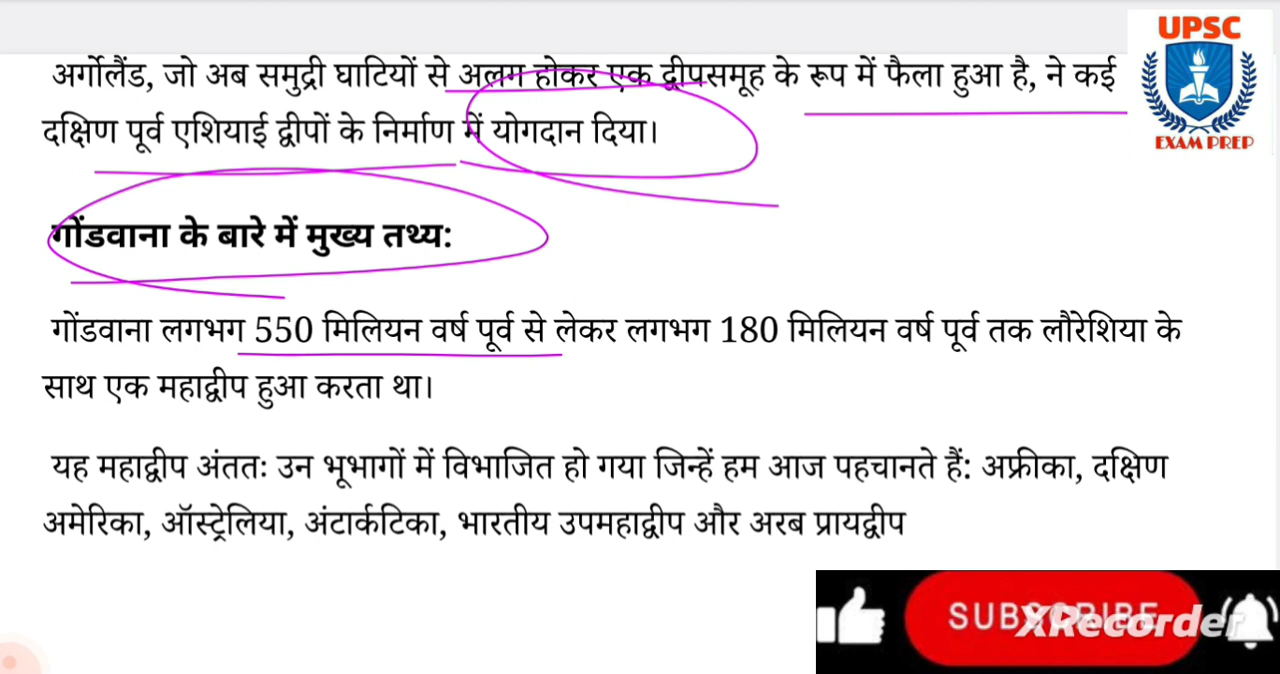 UPSC
EXAM PREP
अर्गोलैंड, जो अब समुद्री घाटियों से अलग होकर एक द्वीपसमूह के रूप में फैला हुआ है, ने कई
दक्षिण पूर्व एशियाई द्वीपों के निर्माण में योगदान दिया।
गोंडवाना के बारे में मुख्य तथ्य:
गोंडवाना लगभग 550 मिलियन वर्ष पूर्व से लेकर लगभग 180 मिलियन वर्ष पूर्व तक लौरेशिया के
साथ एक महाद्वीप हुआ करता था।
यह महाद्वीप अंततः उन भूभागों में विभाजित हो गया जिन्हें हम आज पहचानते हैं: अफ्रीका, दक्षिण
अमेरिका, ऑस्ट्रेलिया, अंटार्कटिका, भारतीय उपमहाद्वीप और अरब प्रायद्वीप
SUBSCRIBE
XRecorder